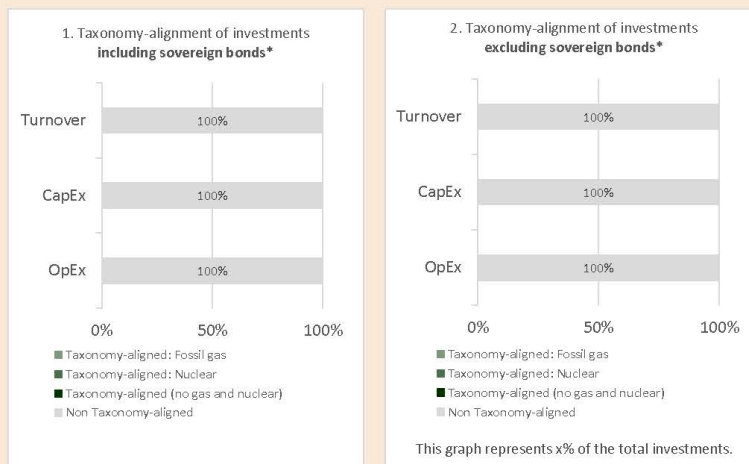 1. Taxonomy-alignment of investments
including sovereign bonds*
Turnover
100%
CapEx
100%
OpEx
100%
0%
50%
100%
Taxonomy-aligned: Fossil gas
Taxonomy-aligned: Nuclear
Taxonomy-aligned (no gas and nuclear)
Non Taxonomy-aligned
2. Taxonomy-alignment of investments
excluding sovereign bonds*
Turnover
100%
CapEx
100%
OpEx
100%
0%
50%
100%
Taxonomy-aligned: Fossil gas
Taxonomy-aligned: Nuclear
Taxonomy-aligned (no gas and nuclear)
Non Taxonomy-aligned
This graph represents x% of the total investments.